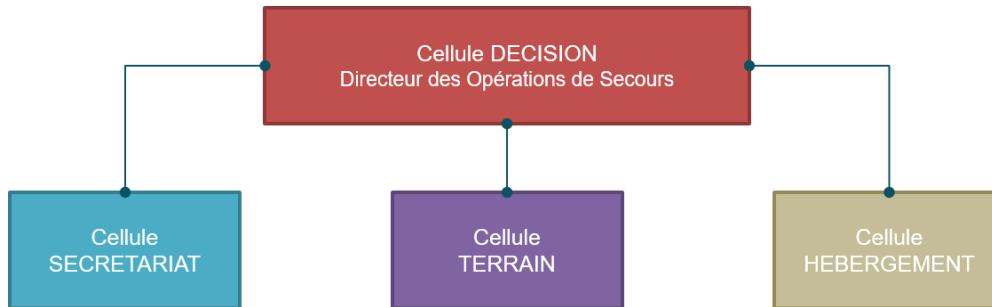 Cellule DECISION
Directeur des Opérations de Secours
Cellule
SECRETARIAT
Cellule
TERRAIN
Cellule
HEBERGEMENT